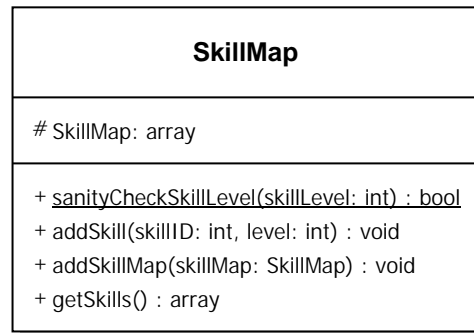 SkillMap
# SkillMap: array
+ sanityCheckSkillLevel(skillLevel: int) : bool
+ addSkill(skillID: int, level: int) : void
+ addSkillMap(skillMap: SkillMap) : void
+ getSkills() : array